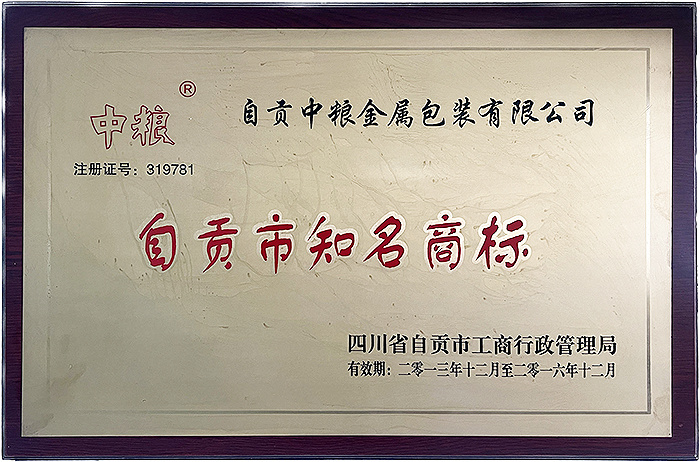 中粮®
自贡中粮金属包装有限公司
注册证号：319781
自贡市知名商标
四川省自贡市工商行政管理局
有效期：二零一三年十二月至二零一六年十二月